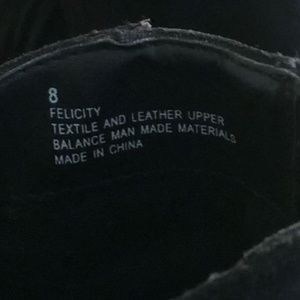 8
FELICITY
TEXTILE AND LEATHER UPPER
BALANCE MAN MADE MATERIALS
MADE IN CHINA